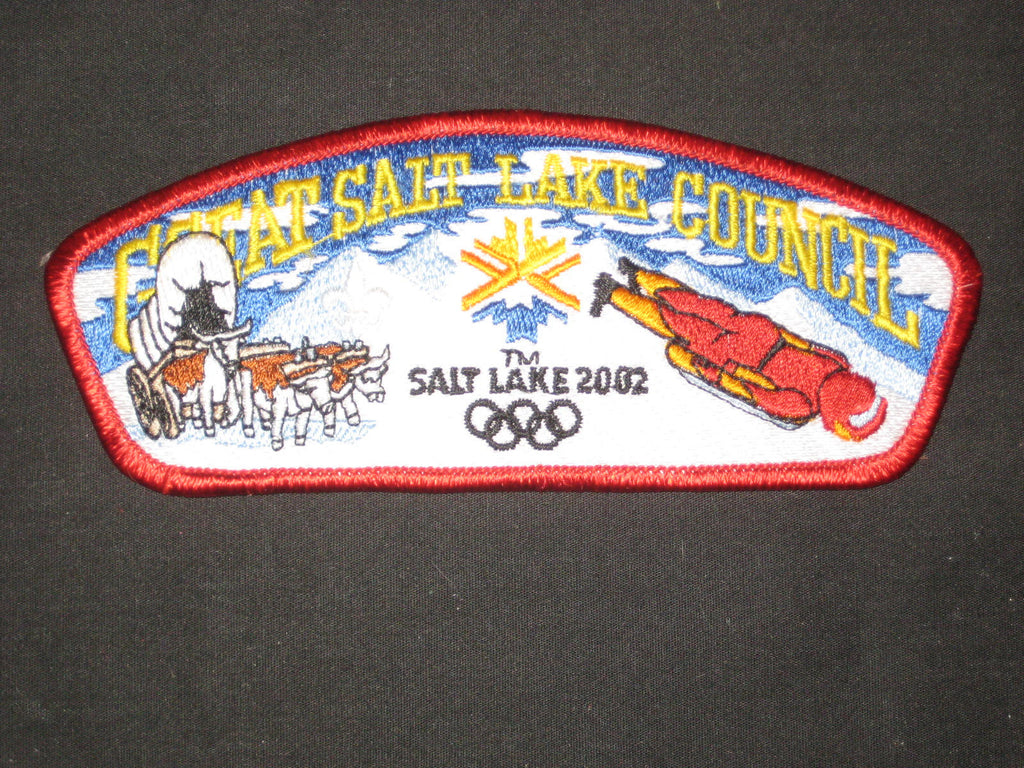 GREAT SALT LAKE COUNCIL
TM
SALT LAKE 2002